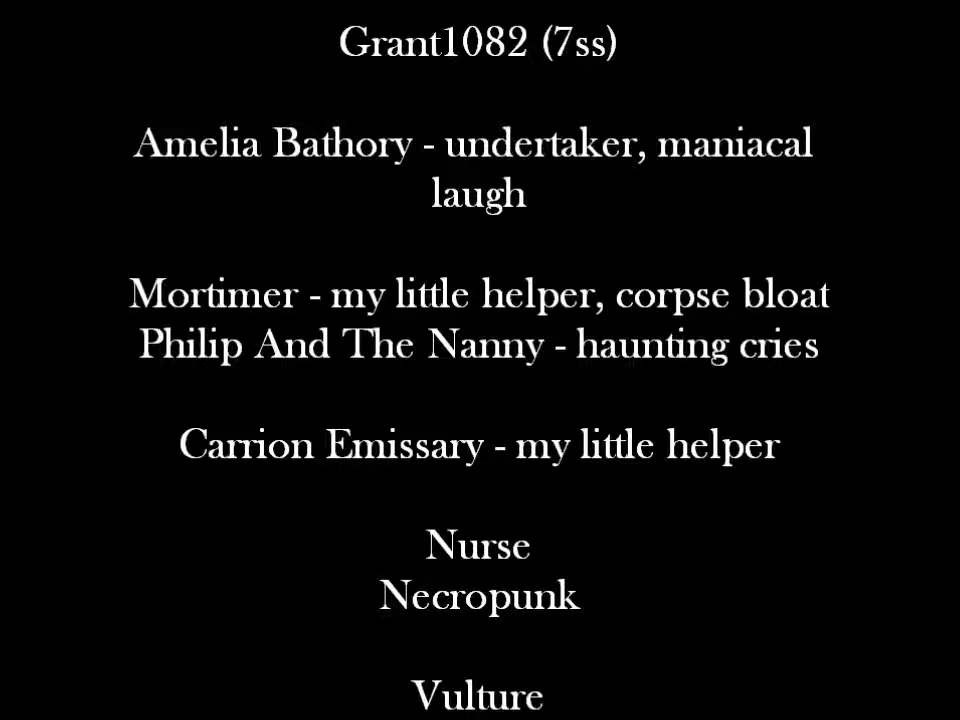 Grant1082 (7ss)
Amelia Bathory - undertaker, maniacal
laugh
Mortimer - my little helper, corpse bloat
Philip And The Nanny - haunting cries
Carrion Emissary - my little helper
Nurse
Necropunk
Vulture